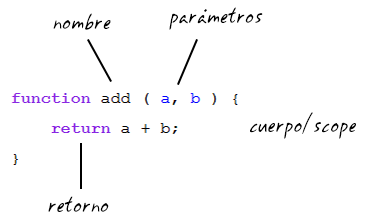 nombre
parámetros
function add ( a, b ) {
return a + b;
cuerpo/scope
}
retorno